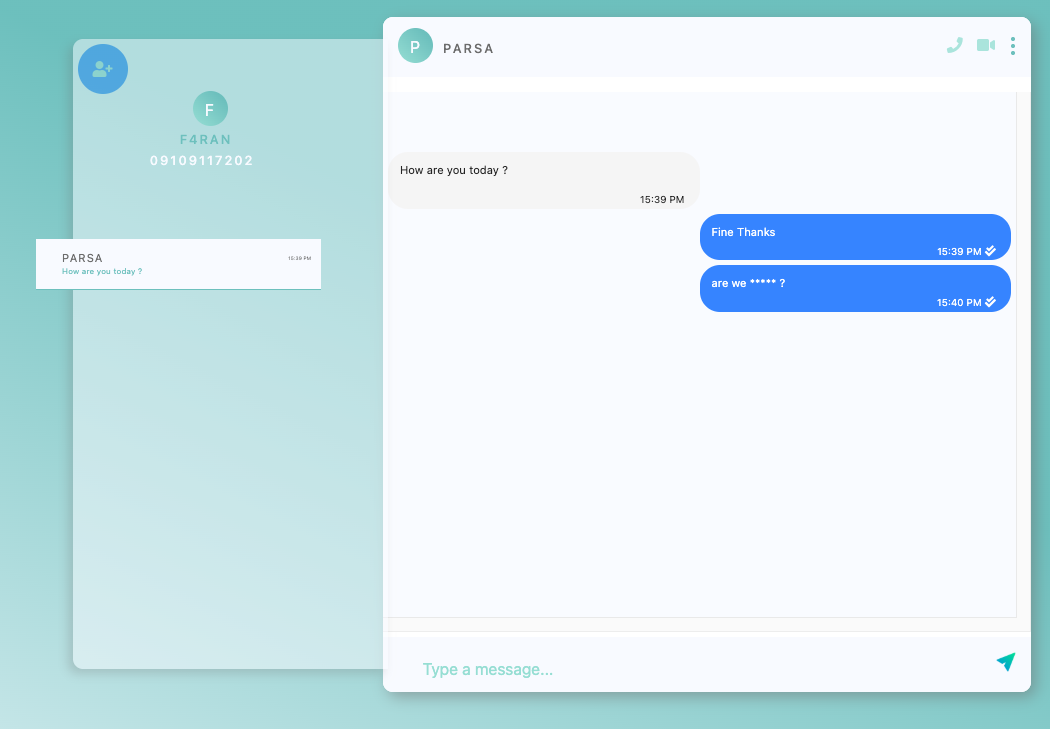 F
F4RAN
09109117202
PARSA
15:39 PM
How are you today ?
P
PARSA
How are you today ?
15:39 PM
Fine Thanks
15:39 PM
are we ***** ?
15:40 PM
Type a message...